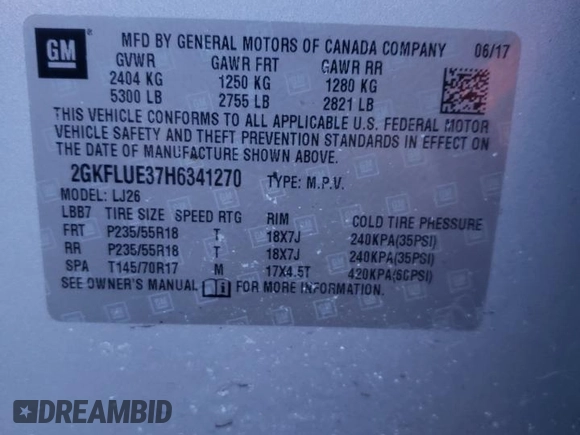 GM
MFD BY GENERAL MOTORS OF CANADA COMPANY 06/17
GVWR GAWR FRT GAWR RR
2404 KG 1250 KG 1280 KG
5300 LB 2755 LB 2821 LB
THIS VEHICLE CONFORMS TO ALL APPLICABLE U.S. FEDERAL MOTOR
VEHICLE SAFETY AND THEFT PREVENTION STANDARDS IN EFFECT ON
THE DATE OF MANUFACTURE SHOWN ABOVE.
2GKFLUE37H6341270 TYPE: M.P.V.
MODEL: LJ26
LBB7 TIRE SIZE SPEED RTG RIM COLD TIRE PRESSURE
FRT P235/55R18 T 18X7J 240KPA(35PSI)
RR P235/55R18 T 18X7J 240KPA(35PSI)
SPA T145/70R17 M 17X4.5T 420KPA(60PSI)
SEE OWNER'S MANUAL FOR MORE INFORMATION.
DREAMBID